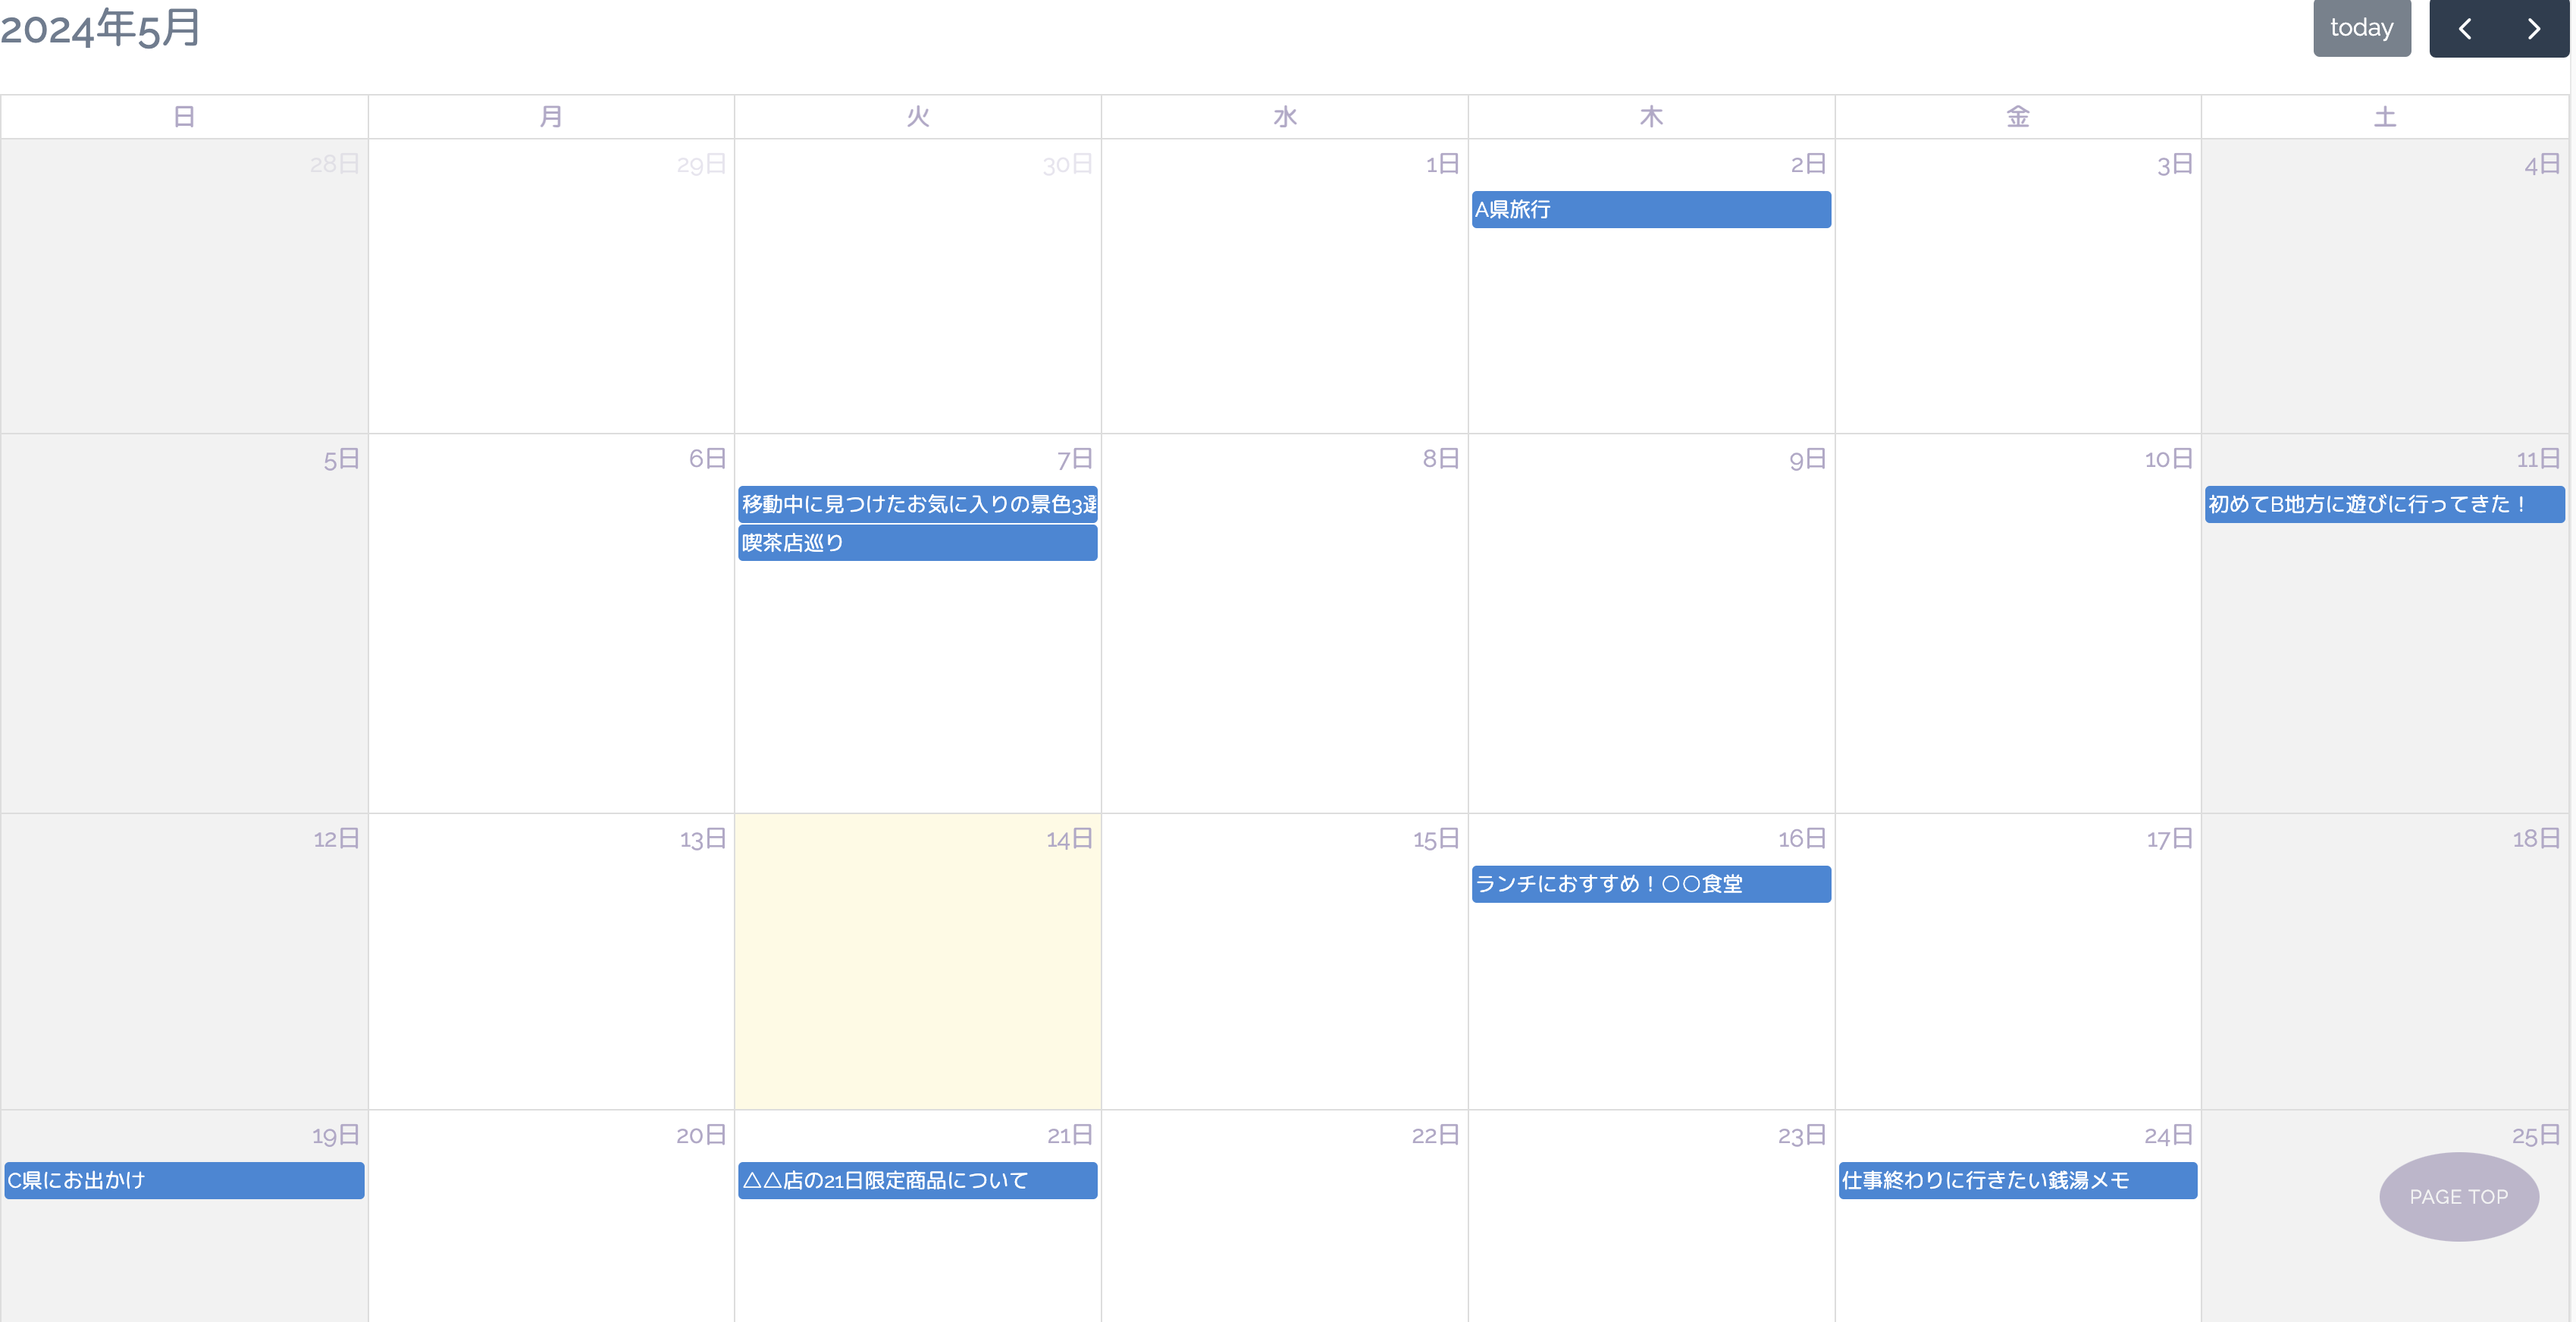 2024年5月
today
日 月 火 水 木 金 土
28日 29日 30日 1日 2日 3日 4日
A県旅行
5日 6日 7日 8日 9日 10日 11日
移動中に見つけたお気に入りの景色3選 初めてB地方に遊びに行ってきた！
喫茶店巡り
12日 13日 14日 15日 16日 17日 18日
ランチにおすすめ！〇〇食堂
19日 20日 21日 22日 23日 24日 25日
C県にお出かけ △△店の21日限定商品について 仕事終わりに行きたい銭湯メモ
PAGE TOP